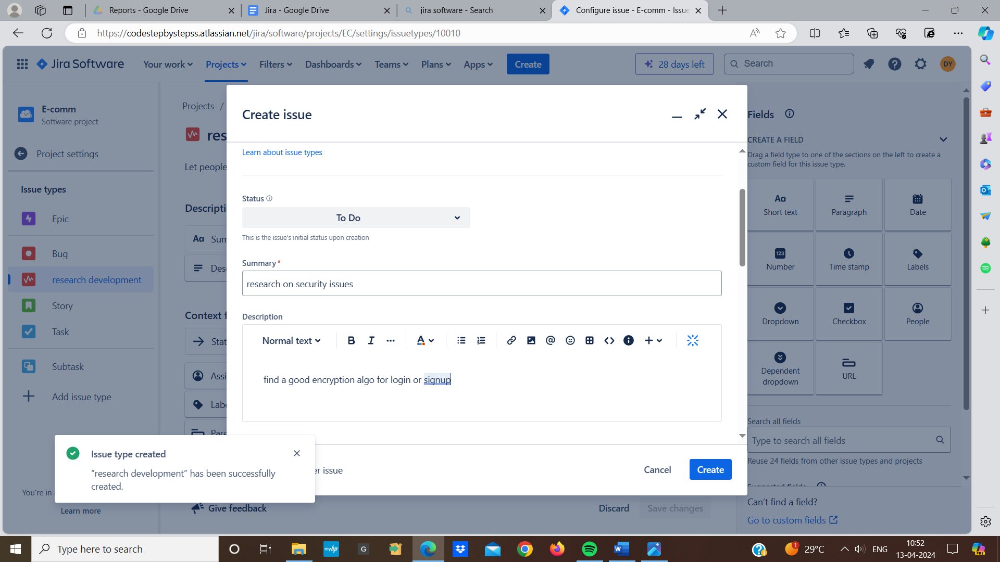 Reports - Google Drive
Jira - Google Drive
jira software - Search
Configure issue - E-comm - Issue
https://codestepbystepss.atlassian.net/jira/software/projects/EC/settings/issuetypes/10010
Jira Software
Your work
Projects
Filters
Dashboards
Teams
Plans
Apps
Create
28 days left
Search
DY
E-comm
Software project
Project settings
Issue types
Epic
Bug
research development
Story
Task
Subtask
Add issue type
You're in
Learn more
Projects /
res
Let people
Descripti
Aa Sum
Des
Context f
Stat
Assi
Labe
Pare
Create issue
Learn about issue types
Status
To Do
This is the issue's initial status upon creation
Summary*
research on security issues
Description
Normal text
B I ... A @ <> +
find a good encryption algo for login or signup
er issue
Cancel
Create
Issue type created
“research development” has been successfully
created.
Give feedback
Discard
Save changes
Fields
CREATE A FIELD
Drag a field type to one of the sections on the left to create a
custom field for this issue type.
Aa
Short text
Paragraph
Date
123
Number
Time stamp
Labels
Dropdown
Checkbox
People
Dependent
dropdown
URL
Search all fields
Type to search all fields
Reuse 24 fields from other issue types and projects
Can't find a field?
Go to custom fields
Type here to search
myhp
G
W
1
29°C
ENG
10:52
13-04-2024
PRE